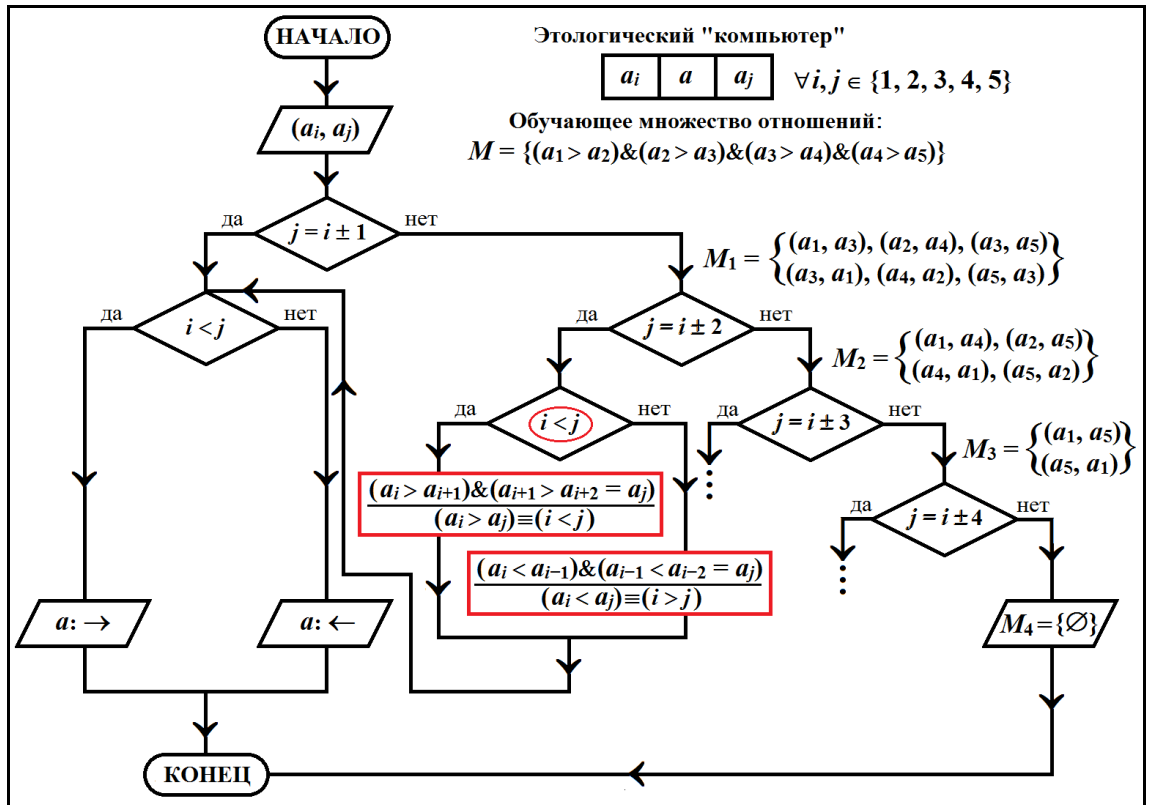 НАЧАЛО
Этологический "компьютер"
aᵢ a aⱼ ∀i, j ∈ {1, 2, 3, 4, 5}
(aᵢ, aⱼ)
Обучающее множество отношений:
M = {(a₁ > a₂)&(a₂ > a₃)&(a₃ > a₄)&(a₄ > a₅)}
да j = i ± 1 нет
M₁ = {(a₁, a₃), (a₂, a₄), (a₃, a₅)
(a₃, a₁), (a₄, a₂), (a₅, a₃)}
да i < j нет
да j = i ± 2 нет
M₂ = {(a₁, a₄), (a₂, a₅)
(a₄, a₁), (a₅, a₂)}
да i < j нет
да j = i ± 3 нет
M₃ = {(a₁, a₅)
(a₅, a₁)}
(aᵢ > aᵢ₊₁)&(aᵢ₊₁ > aᵢ₊₂ = aⱼ)
(aᵢ > aⱼ)≡(i < j)
да j = i ± 4 нет
(aᵢ < aᵢ₋₁)&(aᵢ₋₁ < aᵢ₋₂ = aⱼ)
(aᵢ < aⱼ)≡(i > j)
a: →
a: ←
M₄ = {∅}
КОНЕЦ